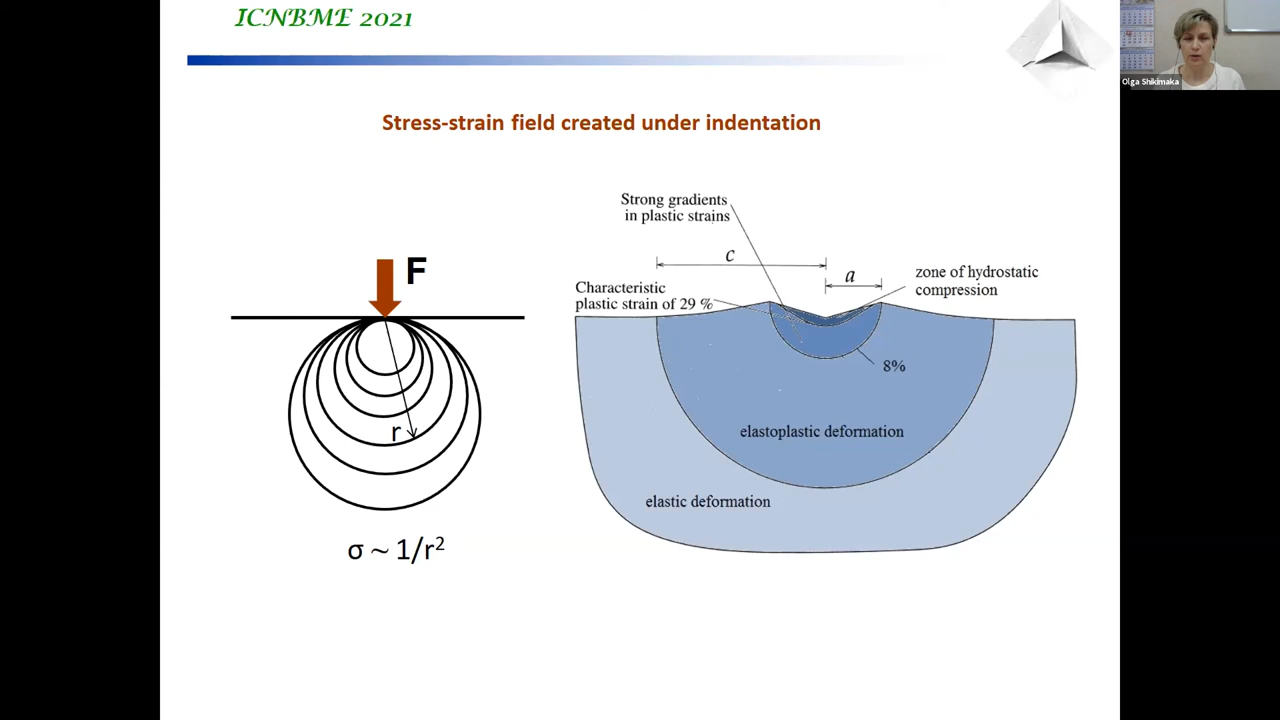 ICNBME 2021
Olga Shikimaka
Stress-strain field created under indentation
F
r
σ ~ 1/r²
Strong gradients
in plastic strains
c
a
zone of hydrostatic
compression
Characteristic
plastic strain of 29 %
8%
elastoplastic deformation
elastic deformation